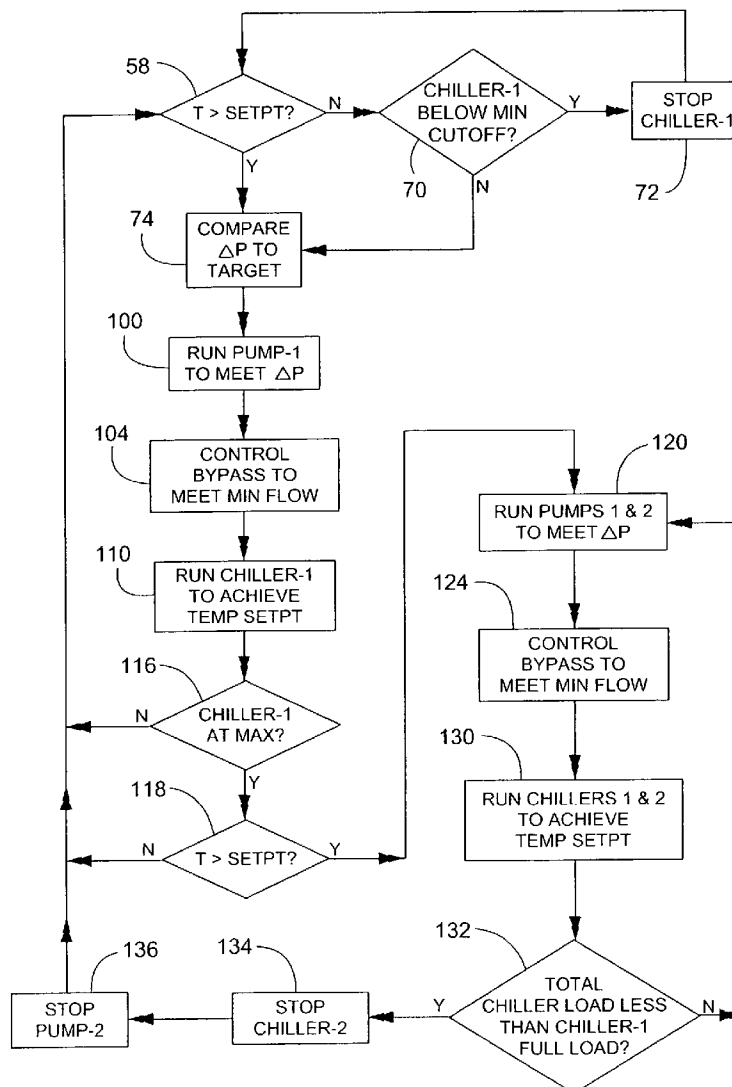 58
T > SETPT?
N
Y
CHILLER-1
BELOW MIN
CUTOFF?
70
Y
N
STOP
CHILLER-1
72
74
COMPARE
△P TO
TARGET
100
RUN PUMP-1
TO MEET △P
104
CONTROL
BYPASS TO
MEET MIN FLOW
110
RUN CHILLER-1
TO ACHIEVE
TEMP SETPT
116
CHILLER-1
AT MAX?
N
Y
118
T > SETPT?
N
Y
120
RUN PUMPS 1 & 2
TO MEET △P
124
CONTROL
BYPASS TO
MEET MIN FLOW
130
RUN CHILLERS 1 & 2
TO ACHIEVE
TEMP SETPT
132
TOTAL
CHILLER LOAD LESS
THAN CHILLER-1
FULL LOAD?
Y
N
134
STOP
CHILLER-2
136
STOP
PUMP-2